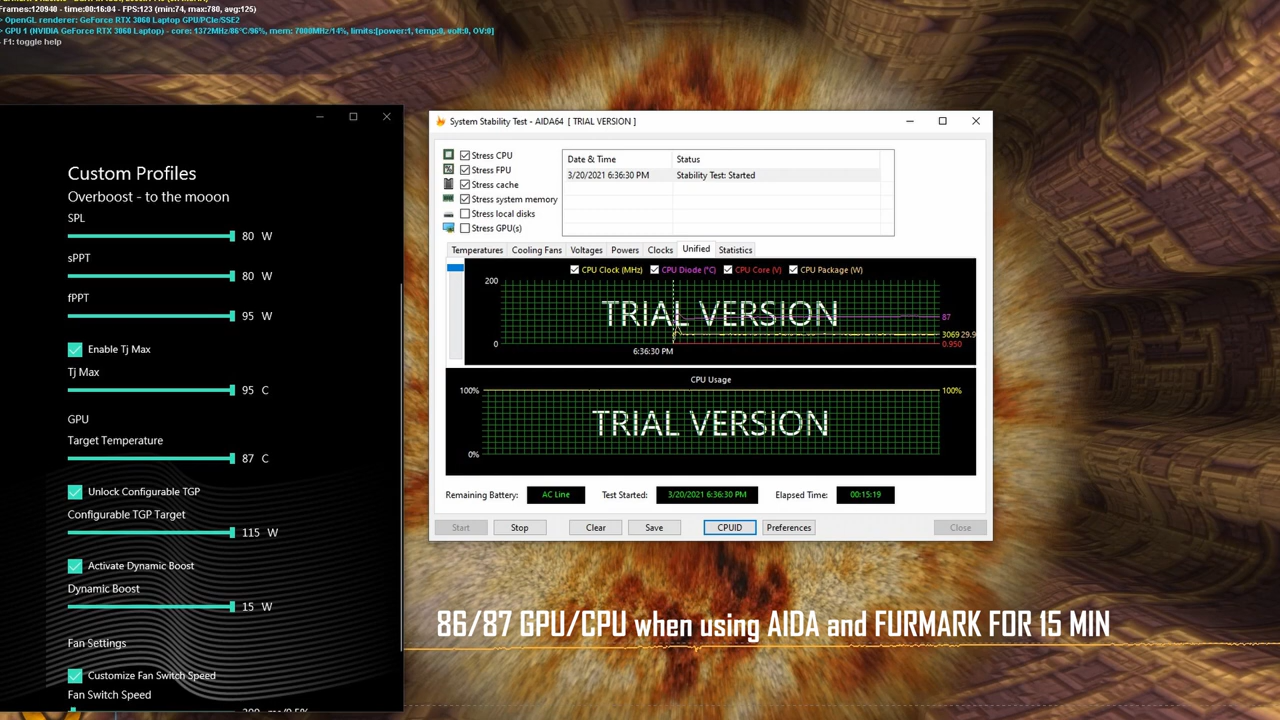 Frames:120940 - time:00:16:04 - FPS:123 (min:74, max:780, avg:125)
> OpenGL renderer: GeForce RTX 3060 Laptop GPU/PCIe/SSE2
> GPU 1 (NVIDIA GeForce RTX 3060 Laptop) - core: 1372MHz/86°C/96%, mem: 7000MHz/14%, limits:[power:1, temp:0, volt:0, OV:0]
- F1: toggle help
Custom Profiles
Overboost - to the mooon
SPL
80 W
sPPT
80 W
fPPT
95 W
Enable Tj Max
Tj Max
95 C
GPU
Target Temperature
87 C
Unlock Configurable TGP
Configurable TGP Target
115 W
Activate Dynamic Boost
Dynamic Boost
15 W
Fan Settings
Customize Fan Switch Speed
Fan Switch Speed
System Stability Test - AIDA64 [ TRIAL VERSION ]
Stress CPU
Stress FPU
Stress cache
Stress system memory
Stress local disks
Stress GPU(s)
Date & Time Status
3/20/2021 6:36:30 PM Stability Test: Started
Temperatures Cooling Fans Voltages Powers Clocks Unified Statistics
CPU Clock (MHz) CPU Diode (°C) CPU Core (V) CPU Package (W)
200
TRIAL VERSION
87
3069 29.9
0 0.950
6:36:30 PM
CPU Usage
100% 100%
TRIAL VERSION
0%
Remaining Battery: AC Line Test Started: 3/20/2021 6:36:30 PM Elapsed Time: 00:15:19
Start Stop Clear Save CPUID Preferences Close
86/87 GPU/CPU when using AIDA and FURMARK FOR 15 MIN